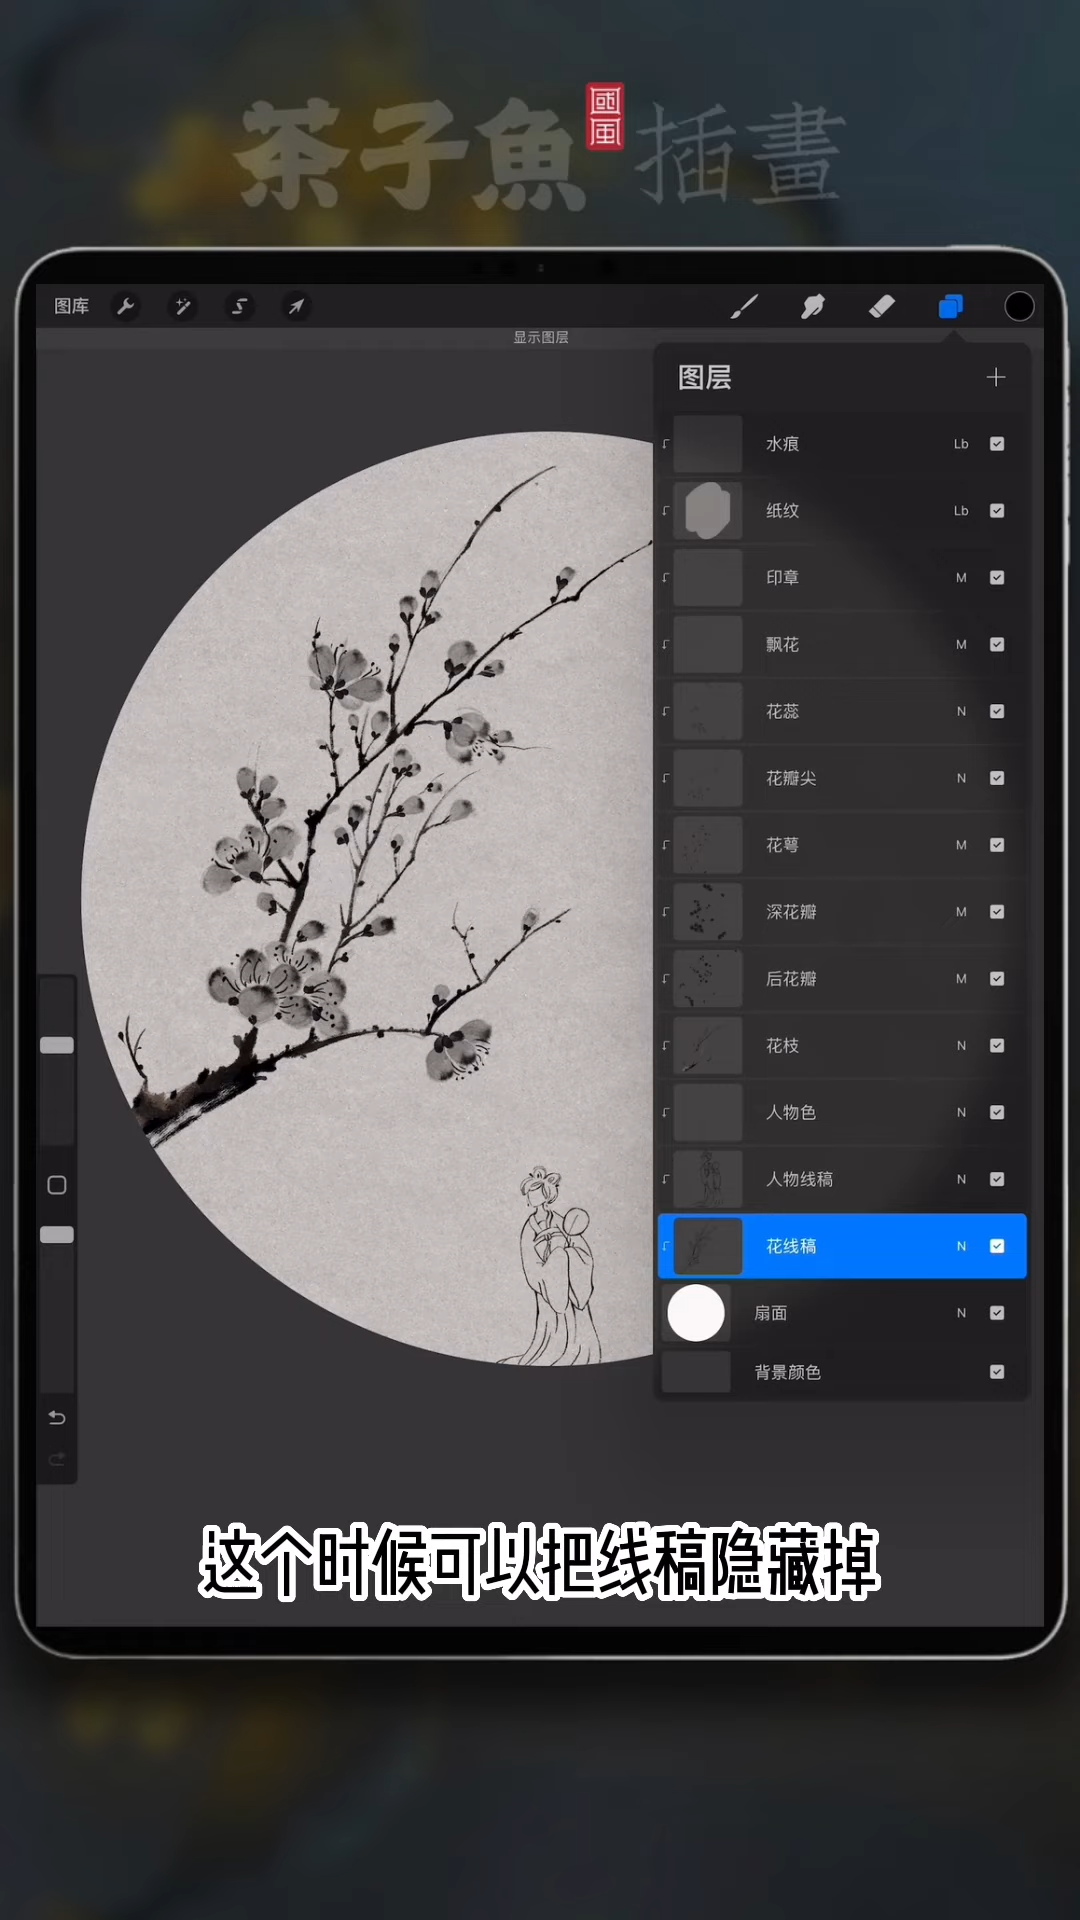 茶子魚 國風 插畫
图库
显示图层
图层
水痕 Lb
纸纹 Lb
印章 M
飘花 M
花蕊 N
花瓣尖 N
花萼 M
深花瓣 M
后花瓣 M
花枝 N
人物色 N
人物线稿 N
花线稿 N
扇面 N
背景颜色
这个时候可以把线稿隐藏掉